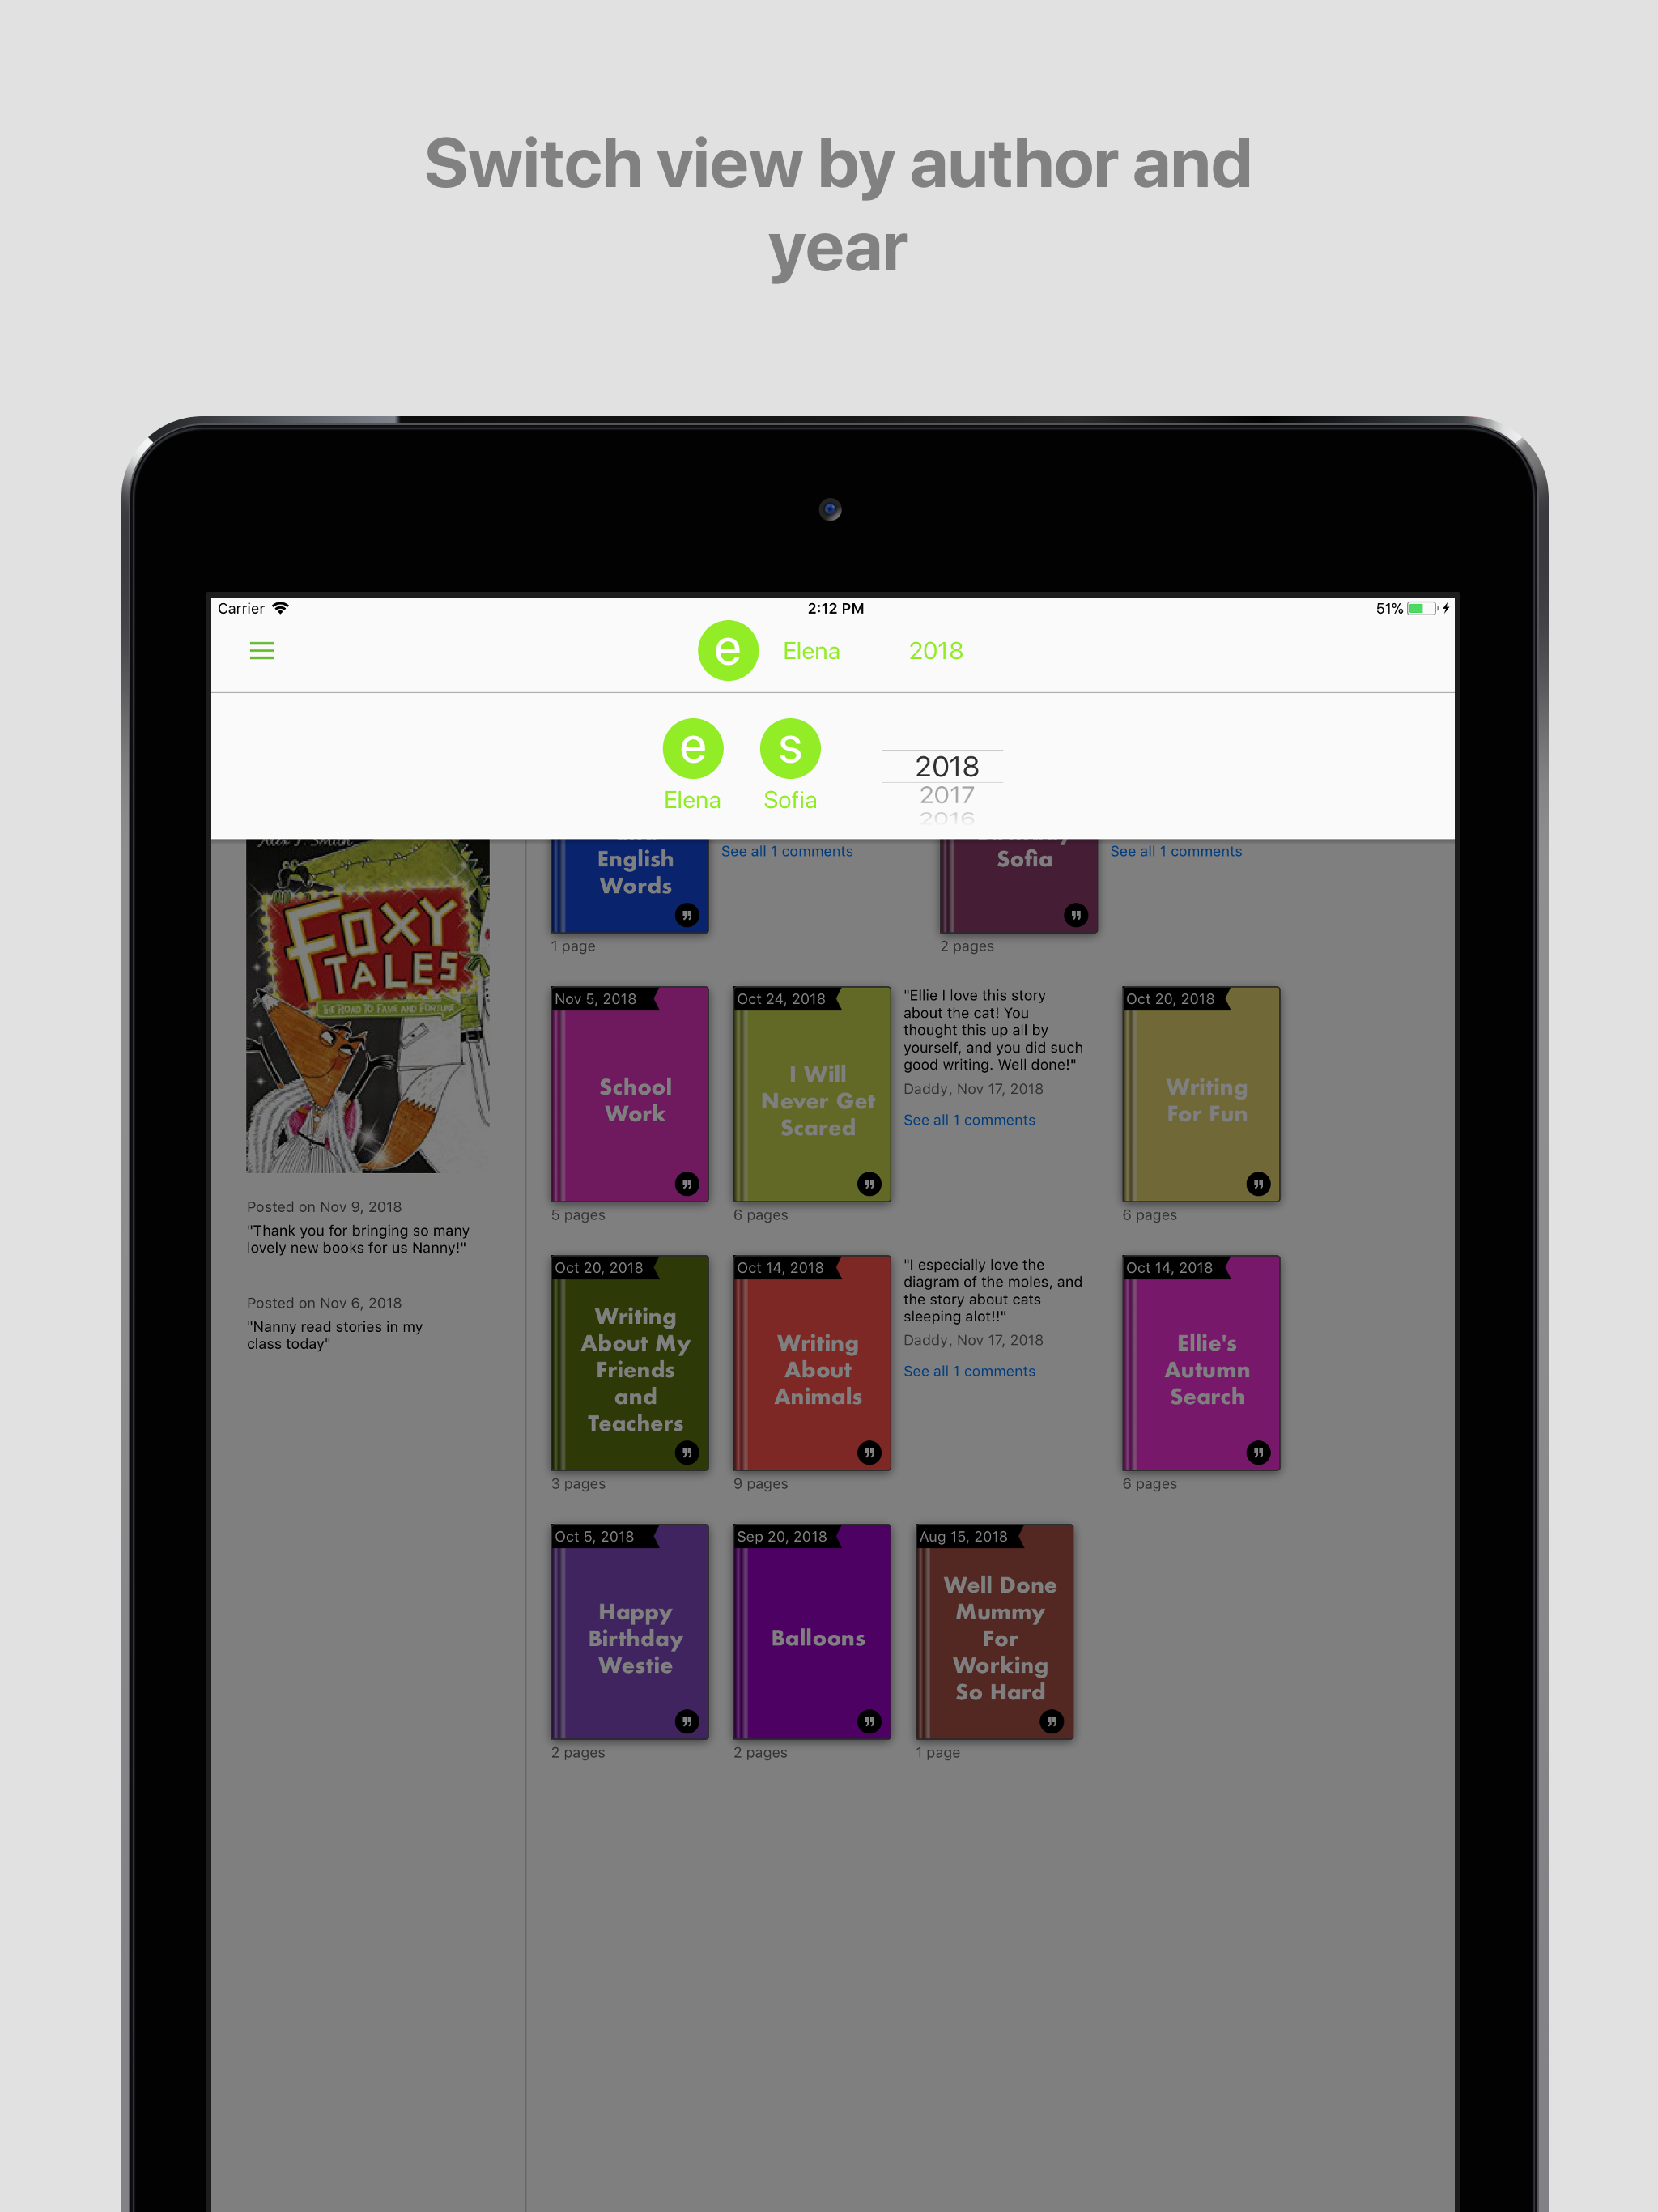 Switch view by author and
year
Carrier
2:12 PM
51%
e
Elena
2018
e
s
Elena
Sofia
2018
2017
2016
Alex T. Smith
FOXY
TALES
THE ROAD TO FAME AND FORTUNE
Posted on Nov 9, 2018
"Thank you for bringing so many
lovely new books for us Nanny!"
Posted on Nov 6, 2018
"Nanny read stories in my
class today"
English
Words
1 page
See all 1 comments
Sofia
2 pages
See all 1 comments
Nov 5, 2018
School
Work
5 pages
Oct 24, 2018
I Will
Never Get
Scared
6 pages
"Ellie I love this story
about the cat! You
thought this up all by
yourself, and you did such
good writing. Well done!"
Daddy, Nov 17, 2018
See all 1 comments
Oct 20, 2018
Writing
For Fun
6 pages
Oct 20, 2018
Writing
About My
Friends
and
Teachers
3 pages
Oct 14, 2018
Writing
About
Animals
9 pages
"I especially love the
diagram of the moles, and
the story about cats
sleeping alot!!"
Daddy, Nov 17, 2018
See all 1 comments
Oct 14, 2018
Ellie's
Autumn
Search
6 pages
Oct 5, 2018
Happy
Birthday
Westie
2 pages
Sep 20, 2018
Balloons
2 pages
Aug 15, 2018
Well Done
Mummy
For
Working
So Hard
1 page